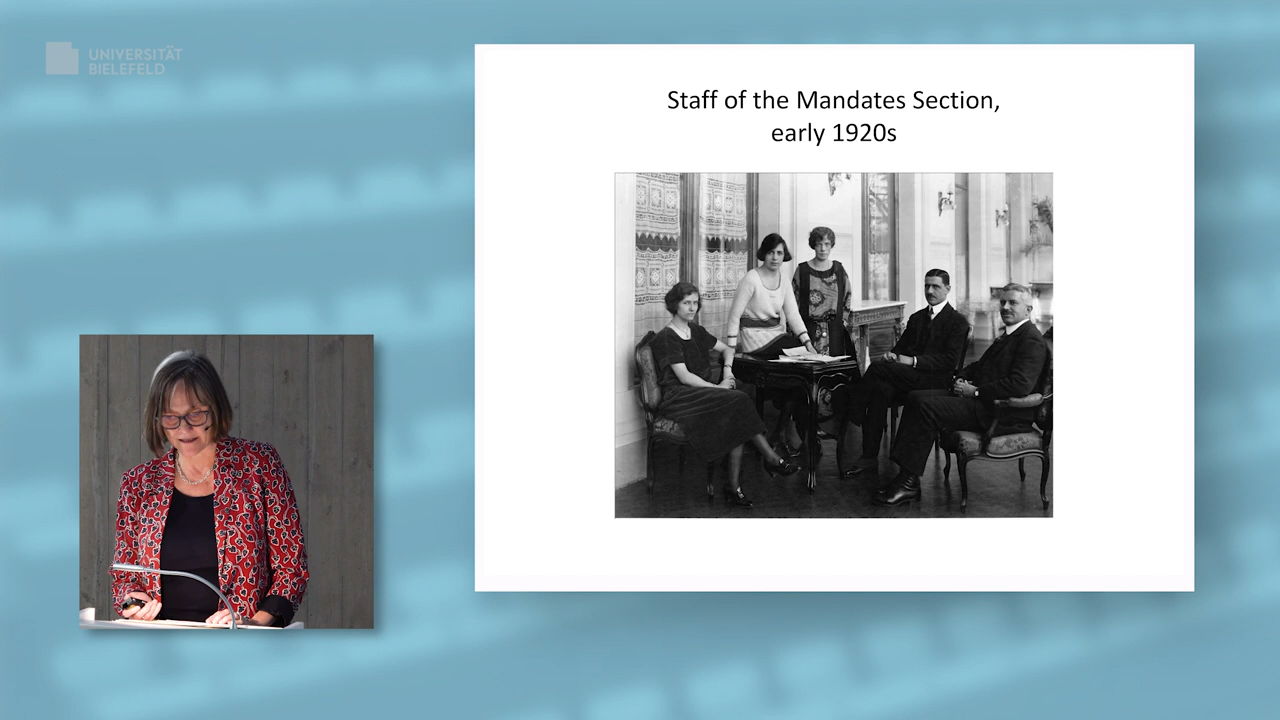 UNIVERSITÄT
BIELEFELD
Staff of the Mandates Section,
early 1920s